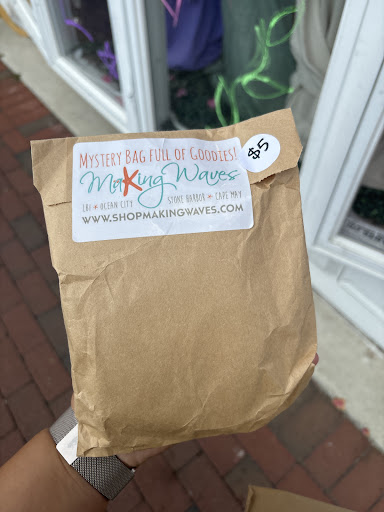 MYSTERY BAG FULL OF GOODIES!
$5
MaKing Waves
LBI * OCEAN CITY STONE HARBOR * CAPE MAY
WWW.SHOPMAKINGWAVES.COM